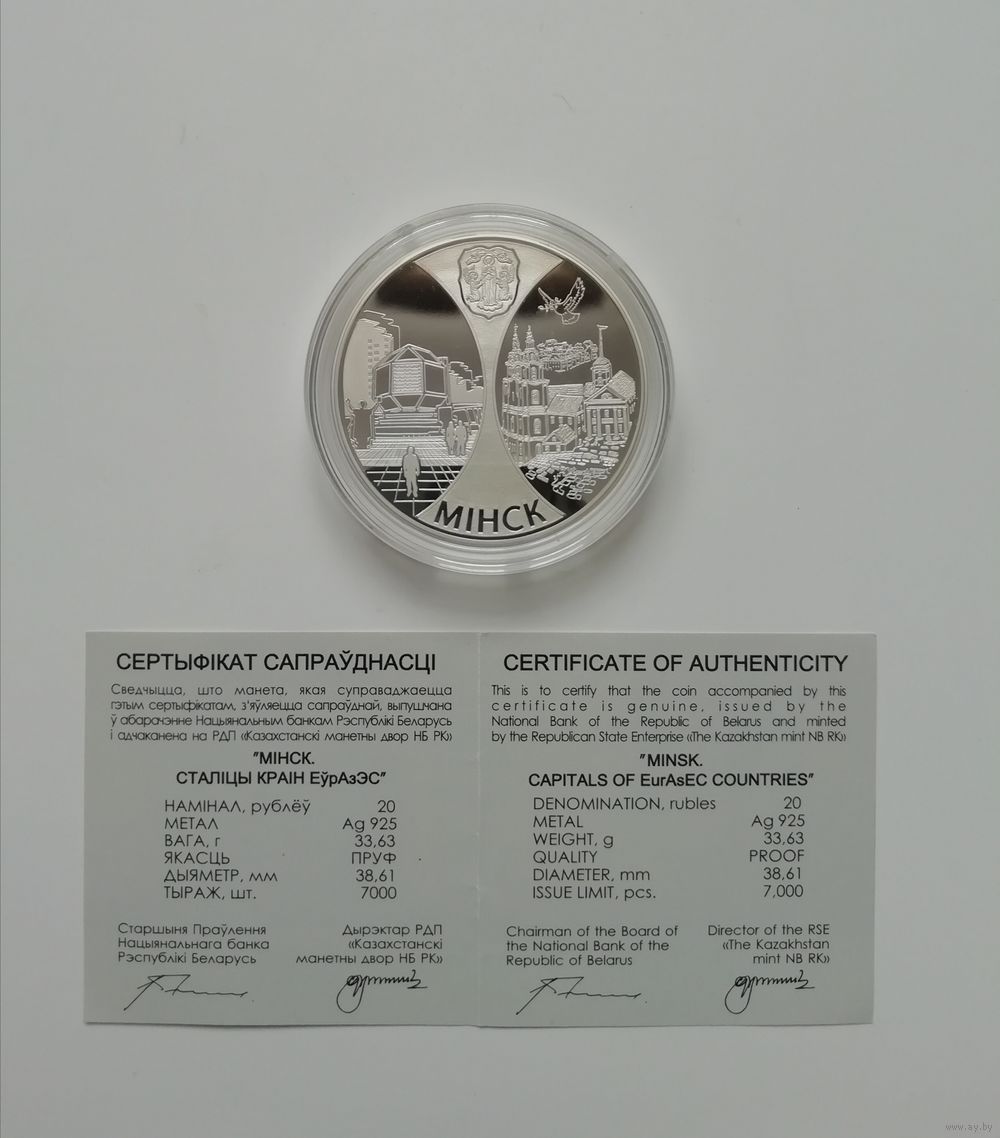 МІНСК
СЕРТЫФІКАТ САПРАЎДНАСЦІ
Сведчыцца, што манета, якая суправаджаецца
гэтым сертыфікатам, з'яўляецца сапраўднай, выпушчана
ў абарачэнне Нацыянальным банкам Рэспублікі Беларусь
і адчаканена на РДП «Казахстанскі манетны двор НБ РК»
"МІНСК.
СТАЛІЦЫ КРАІН ЕўрАзЭС"
НАМІНАЛ, рублёў 20
МЕТАЛ Ag 925
ВАГА, г 33,63
ЯКАСЦЬ ПРУФ
ДЫЯМЕТР, мм 38,61
ТЫРАЖ, шт. 7000
Старшыня Праўлення
Нацыянальнага банка
Рэспублікі Беларусь
Дырэктар РДП
«Казахстанскі
манетны двор НБ РК»
CERTIFICATE OF AUTHENTICITY
This is to certify that the coin accompanied by this
certificate is genuine, issued by the
National Bank of the Republic of Belarus and minted
by the Republican State Enterprise «The Kazakhstan mint NB RK»
"MINSK.
CAPITALS OF EurAsEC COUNTRIES"
DENOMINATION, rubles 20
METAL Ag 925
WEIGHT, g 33,63
QUALITY PROOF
DIAMETER, mm 38,61
ISSUE LIMIT, pcs. 7,000
Chairman of the Board of
the National Bank of the
Republic of Belarus
Director of the RSE
«The Kazakhstan
mint NB RK»
www.ay.by